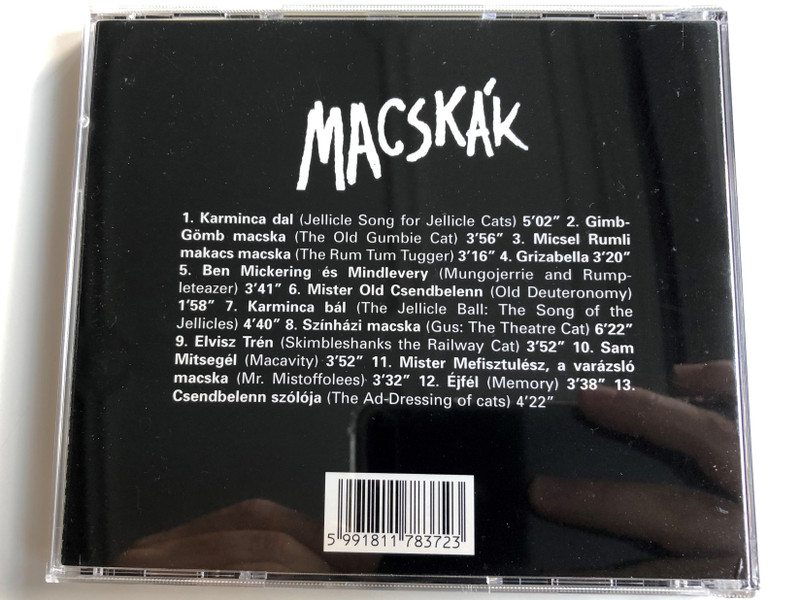 MACSKÁK
1. Karminca dal (Jellicle Song for Jellicle Cats) 5'02" 2. Gimb-
Gömb macska (The Old Gumbie Cat) 3'56" 3. Micsel Rumli
makacs macska (The Rum Tum Tugger) 3'16" 4. Grizabella 3'20"
5. Ben Mickering és Mindlevery (Mungojerrie and Rump-
leteazer) 3'41" 6. Mister Old Csendbelenn (Old Deuteronomy)
1'58" 7. Karminca bál (The Jellicle Ball: The Song of the
Jellicles) 4'40" 8. Színházi macska (Gus: The Theatre Cat) 6'22"
9. Elvisz Trén (Skimbleshanks the Railway Cat) 3'52" 10. Sam
Mitsegél (Macavity) 3'52" 11. Mister Mefisztulész, a varázsló
macska (Mr. Mistoffolees) 3'32" 12. Éjfél (Memory) 3'38" 13.
Csendbelenn szólója (The Ad-Dressing of cats) 4'22"
5 991811 783723